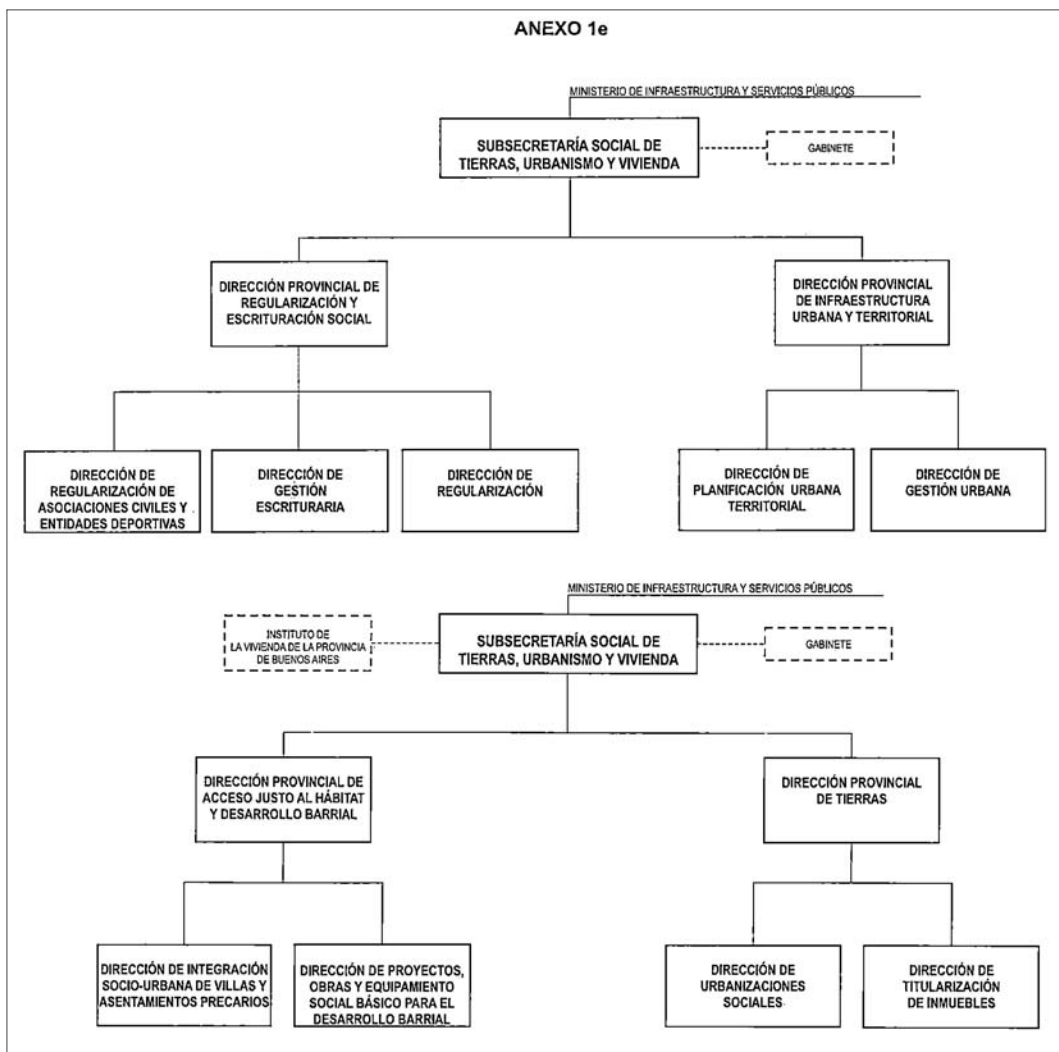 ANEXO 1e
MINISTERIO DE INFRAESTRUCTURA Y SERVICIOS PÚBLICOS
SUBSECRETARÍA SOCIAL DE
TIERRAS, URBANISMO Y VIVIENDA
GABINETE
DIRECCIÓN PROVINCIAL DE
REGULARIZACIÓN Y
ESCRITURACIÓN SOCIAL
DIRECCIÓN PROVINCIAL
DE INFRAESTRUCTURA
URBANA Y TERRITORIAL
DIRECCIÓN DE
REGULARIZACIÓN DE
ASOCIACIONES CIVILES Y
ENTIDADES DEPORTIVAS
DIRECCIÓN DE
GESTIÓN
ESCRITURARIA
DIRECCIÓN DE
REGULARIZACIÓN
DIRECCIÓN DE
PLANIFICACIÓN URBANA
TERRITORIAL
DIRECCIÓN DE
GESTIÓN URBANA
MINISTERIO DE INFRAESTRUCTURA Y SERVICIOS PÚBLICOS
INSTITUTO DE
LA VIVIENDA DE LA PROVINCIA
DE BUENOS AIRES
SUBSECRETARÍA SOCIAL DE
TIERRAS, URBANISMO Y VIVIENDA
GABINETE
DIRECCIÓN PROVINCIAL DE
ACCESO JUSTO AL HÁBITAT
Y DESARROLLO BARRIAL
DIRECCIÓN PROVINCIAL
DE TIERRAS
DIRECCIÓN DE INTEGRACIÓN
SOCIO-URBANA DE VILLAS Y
ASENTAMIENTOS PRECARIOS
DIRECCIÓN DE PROYECTOS,
OBRAS Y EQUIPAMIENTO
SOCIAL BÁSICO PARA EL
DESARROLLO BARRIAL
DIRECCIÓN DE
URBANIZACIONES
SOCIALES
DIRECCIÓN DE
TITULARIZACIÓN
DE INMUEBLES